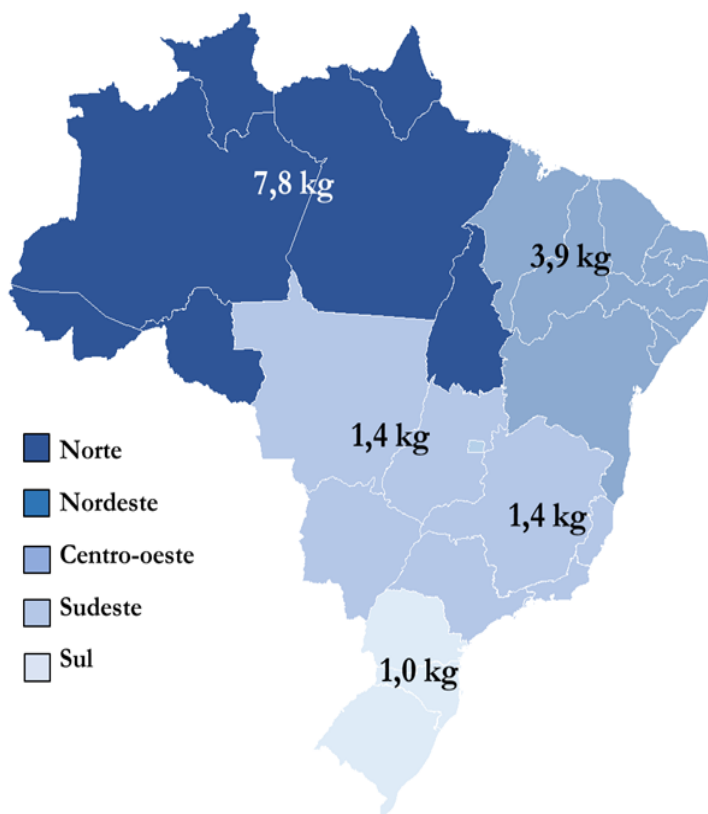 7,8 kg
3,9 kg
1,4 kg
1,4 kg
1,0 kg
Norte
Nordeste
Centro-oeste
Sudeste
Sul